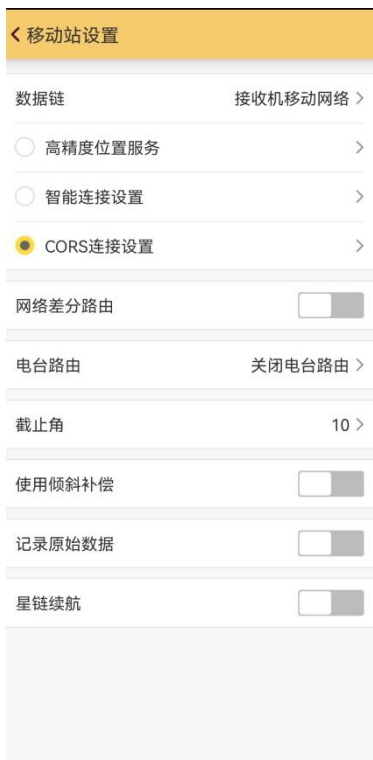 移动站设置
数据链 接收机移动网络
高精度位置服务
智能连接设置
CORS连接设置
网络差分路由
电台路由 关闭电台路由
截止角 10
使用倾斜补偿
记录原始数据
星链续航